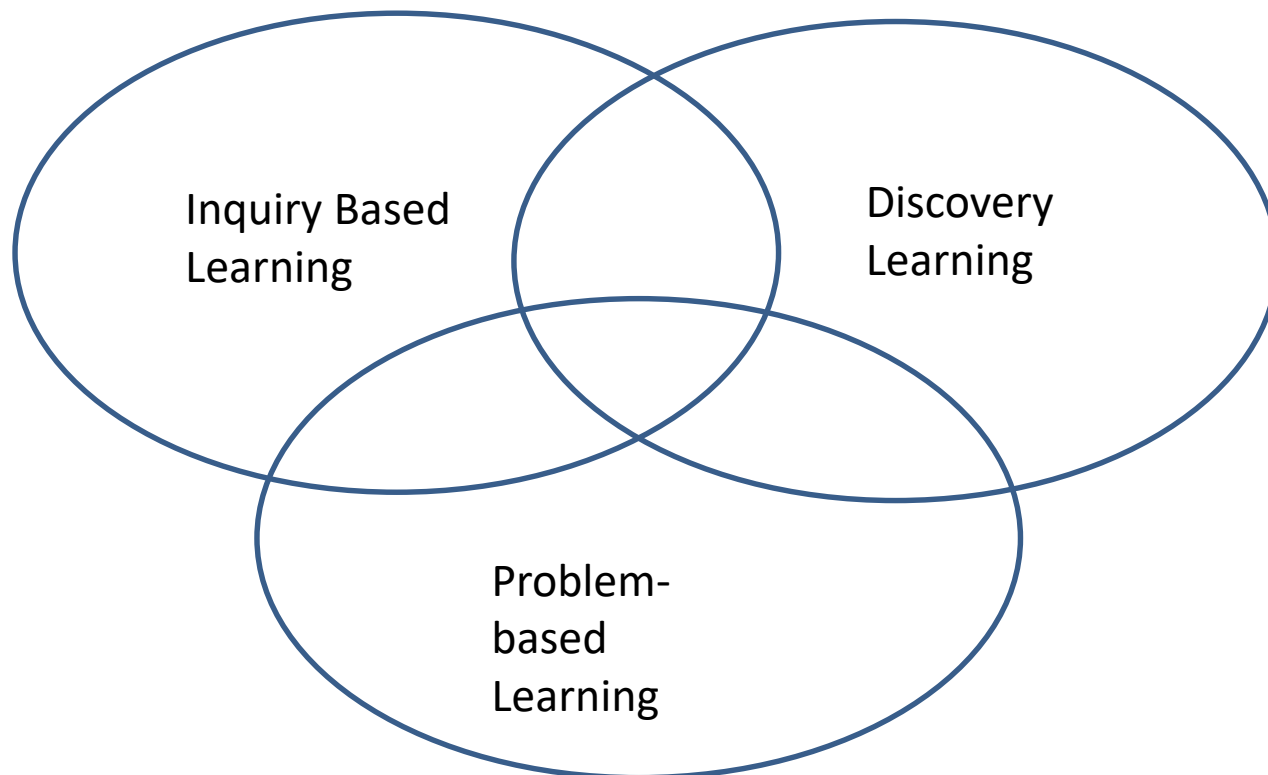 Inquiry Based
Learning
Discovery
Learning
Problem-
based
Learning